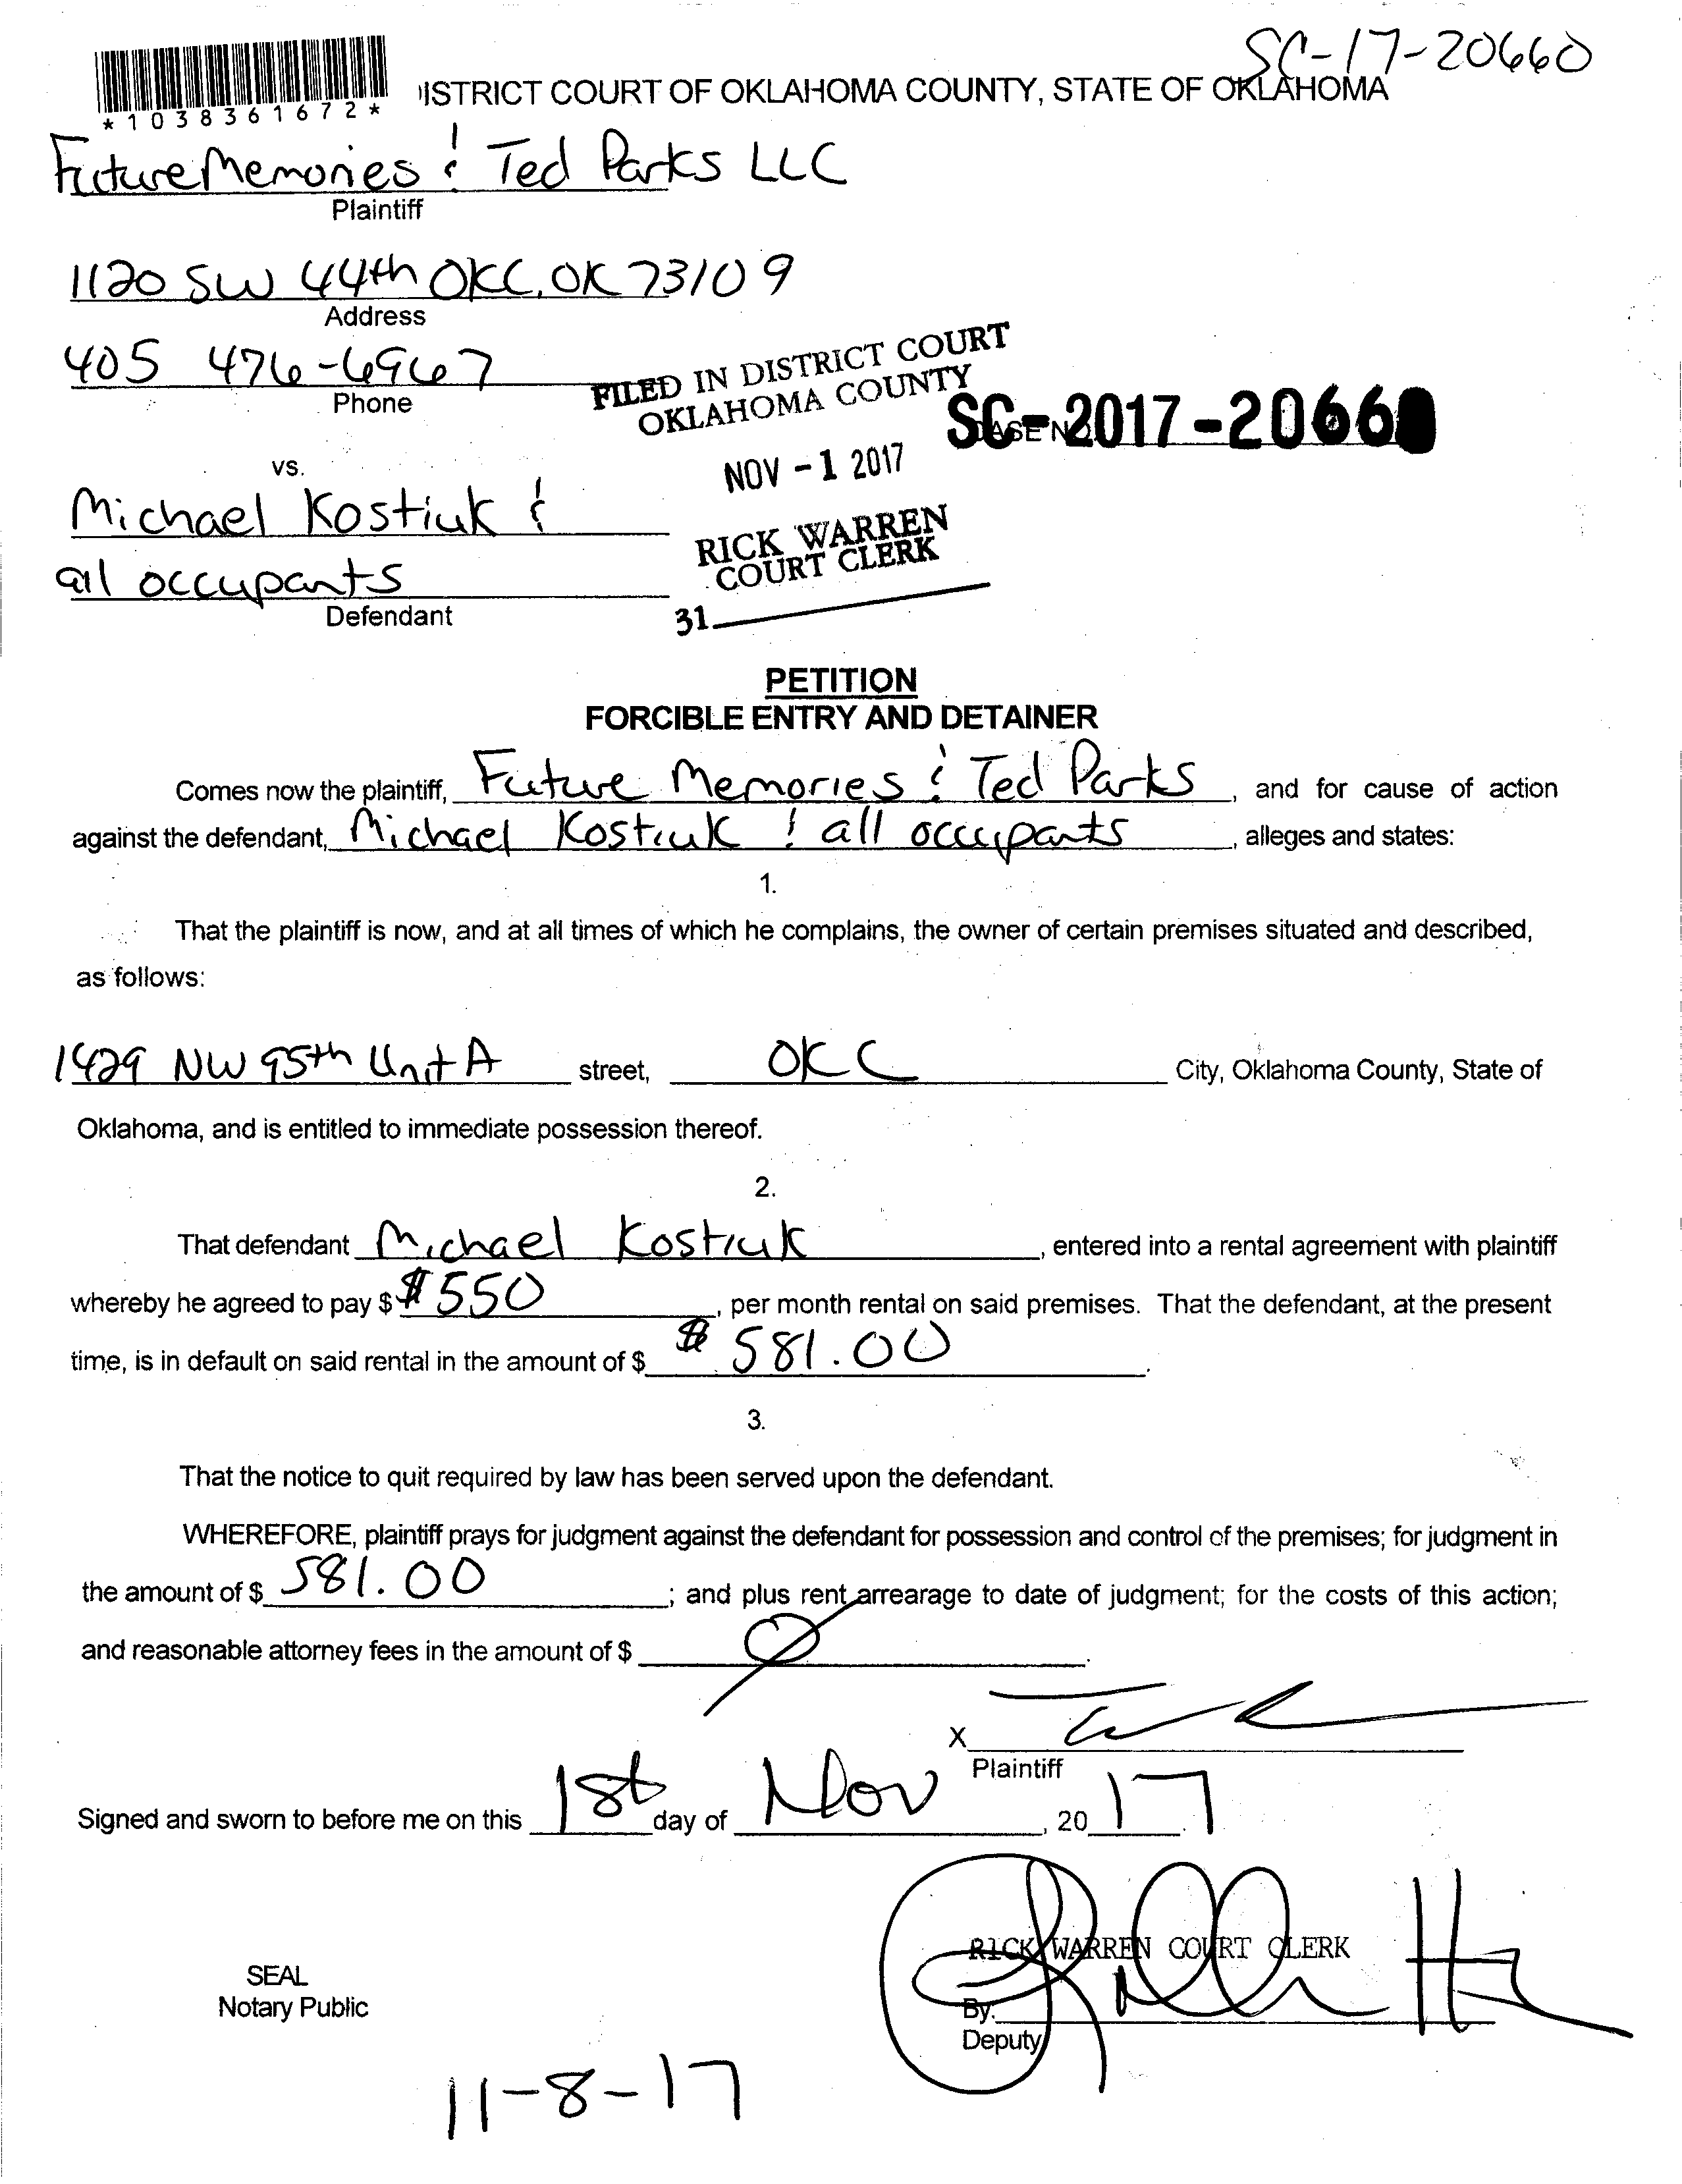 SC-17-20660
*1038361672*
ISTRICT COURT OF OKLAHOMA COUNTY, STATE OF OKLAHOMA
Future Memories & Ted Parks LLC
Plaintiff
1120 SW 44th OKC, OK 73109
Address
405 476-6967
Phone
FILED IN DISTRICT COURT
OKLAHOMA COUNTY
SC-2017-20660
CASE NO.
NOV -1 2017
vs.
Michael Kostiuk &
all occupants
Defendant
RICK WARREN
COURT CLERK
31
PETITION
FORCIBLE ENTRY AND DETAINER
Comes now the plaintiff, Future Memories & Ted Parks, and for cause of action
against the defendant, Michael Kostiuk & all occupants, alleges and states:
1.
That the plaintiff is now, and at all times of which he complains, the owner of certain premises situated and described,
as follows:
1429 NW 95th Unit A street, OKC City, Oklahoma County, State of
Oklahoma, and is entitled to immediate possession thereof.
2.
That defendant Michael Kostiuk, entered into a rental agreement with plaintiff
whereby he agreed to pay $ $550, per month rental on said premises. That the defendant, at the present
time, is in default on said rental in the amount of $ $581.00.
3.
That the notice to quit required by law has been served upon the defendant.
WHEREFORE, plaintiff prays for judgment against the defendant for possession and control of the premises; for judgment in
the amount of $ 581.00; and plus rent arrearage to date of judgment; for the costs of this action;
and reasonable attorney fees in the amount of $ Ø.
X
Plaintiff
Signed and sworn to before me on this 1st day of Nov, 20 17.
RICK WARREN COURT CLERK
SEAL
Notary Public
By:
Deputy
11-8-17